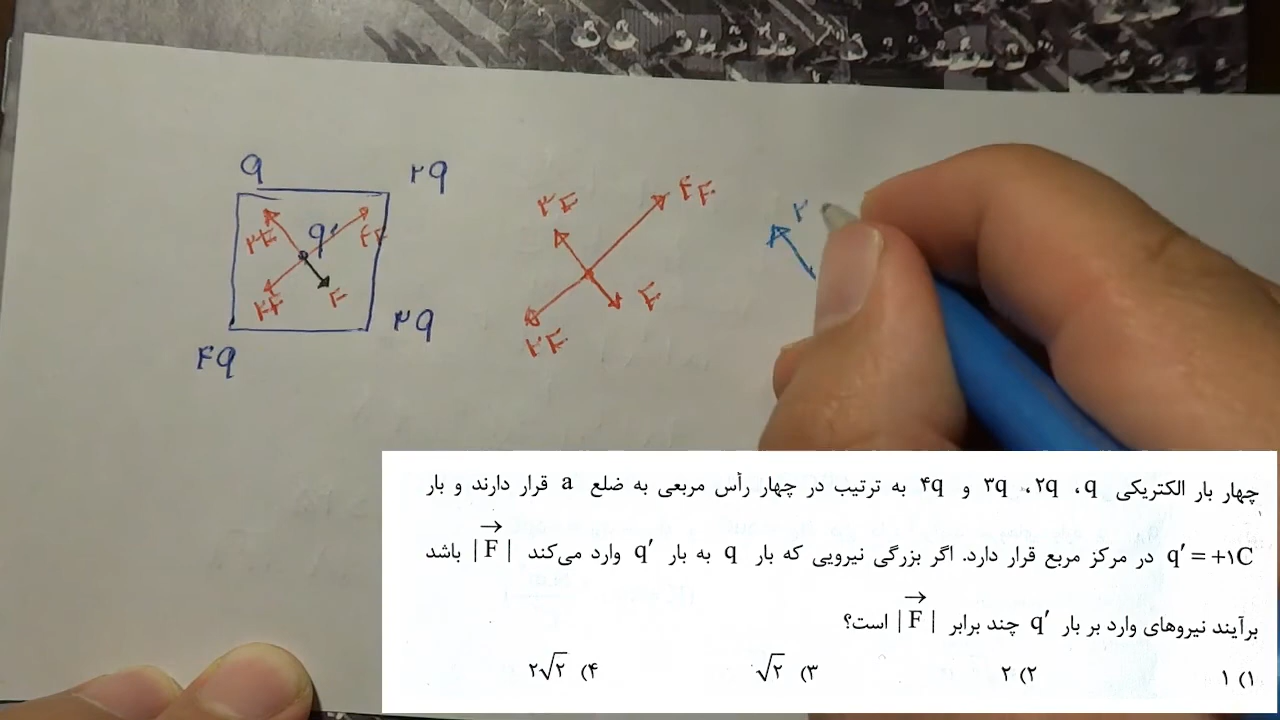 q ۲q
q'
۳F ۴F
۲F F
۴q ۳q
۳F ۴F
۲F F
۲
چهار بار الکتریکی q ، ۲q ، ۳q و ۴q به ترتیب در چهار رأس مربعی به ضلع a قرار دارند و بار
q′ = +۱C در مرکز مربع قرار دارد. اگر بزرگی نیرویی که بار q به بار q′ وارد می‌کند |F⃗| باشد
برآیند نیروهای وارد بر بار q′ چند برابر |F⃗| است؟
۱) ۱ ۲) ۲ ۳) √۲ ۴) ۲√۲